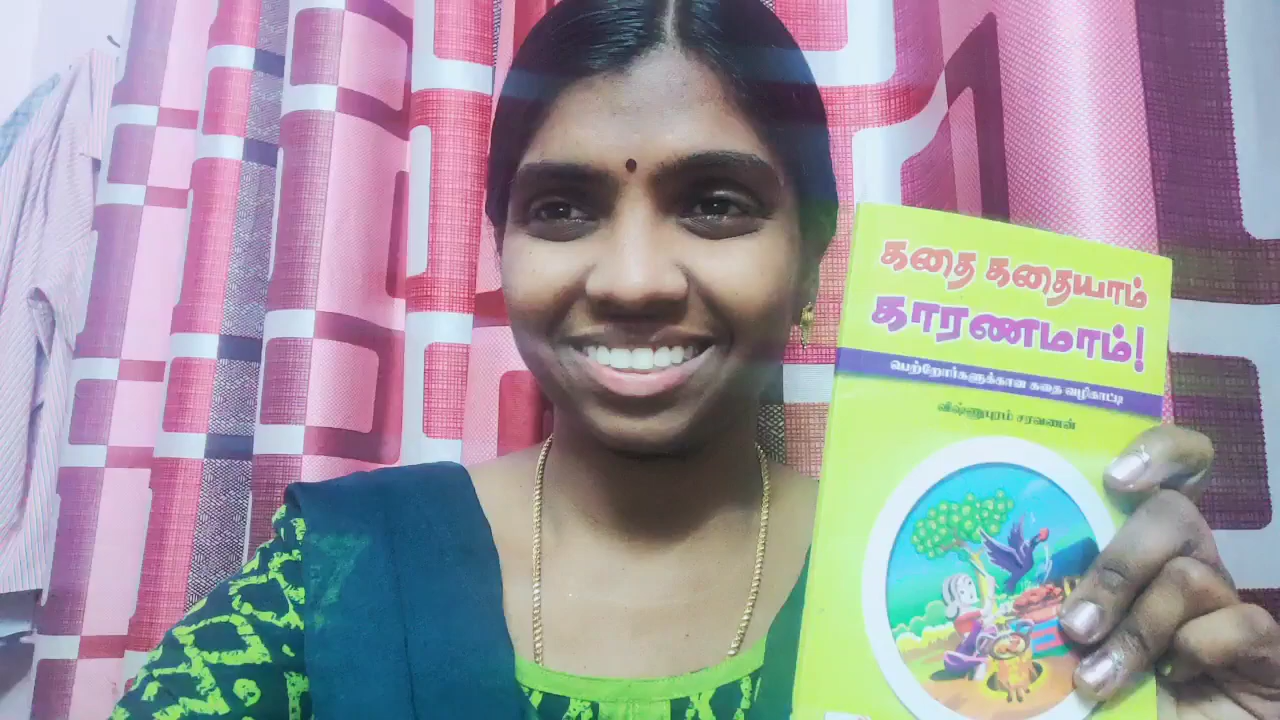 கதை கதையாம்
காரணமாம்!
பெற்றோர்களுக்கான கதை வழிகாட்டி
விஷ்ணுபுரம் சரவணன்